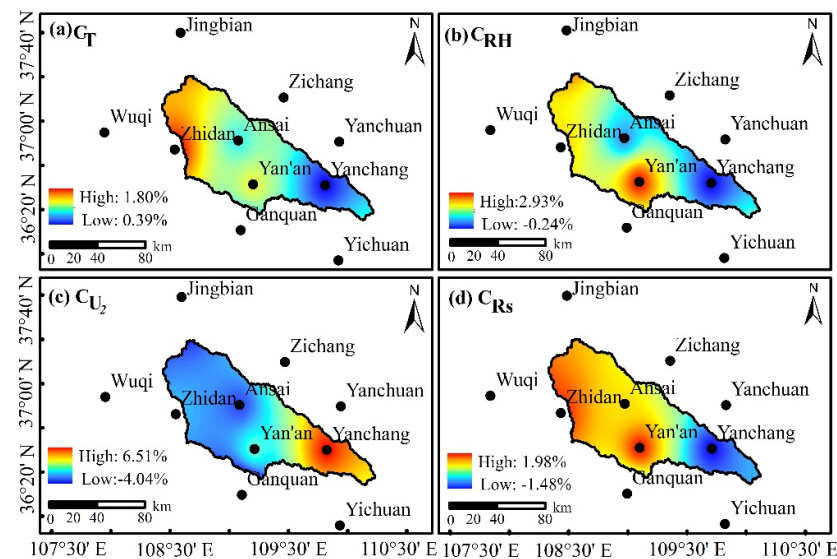 (a) C_T
N
Jingbian
Zichang
Wuqi
Zhidan
Ansai
Yanchuan
Yan'an
Yanchang
High: 1.80%
Low: 0.39%
Ganquan
Yichuan
0 20 40 80 km
37°40' N
37°00' N
36°20' N
(b) C_RH
N
Jingbian
Zichang
Wuqi
Zhidan
Ansai
Yanchuan
Yan'an
Yanchang
High:2.93%
Low: -0.24%
Ganquan
Yichuan
0 20 40 80 km
(c) C_U₂
N
Jingbian
Zichang
Wuqi
Zhidan
Ansai
Yanchuan
Yan'an
Yanchang
High: 6.51%
Low:-4.04%
Ganquan
Yichuan
0 20 40 80 km
37°40' N
37°00' N
36°20' N
107°30' E 108°30' E 109°30' E 110°30' E
(d) C_Rs
N
Jingbian
Zichang
Wuqi
Zhidan
Ansai
Yanchuan
Yan'an
Yanchang
High: 1.98%
Low: -1.48%
Ganquan
Yichuan
0 20 40 80 km
107°30' E 108°30' E 109°30' E 110°30' E